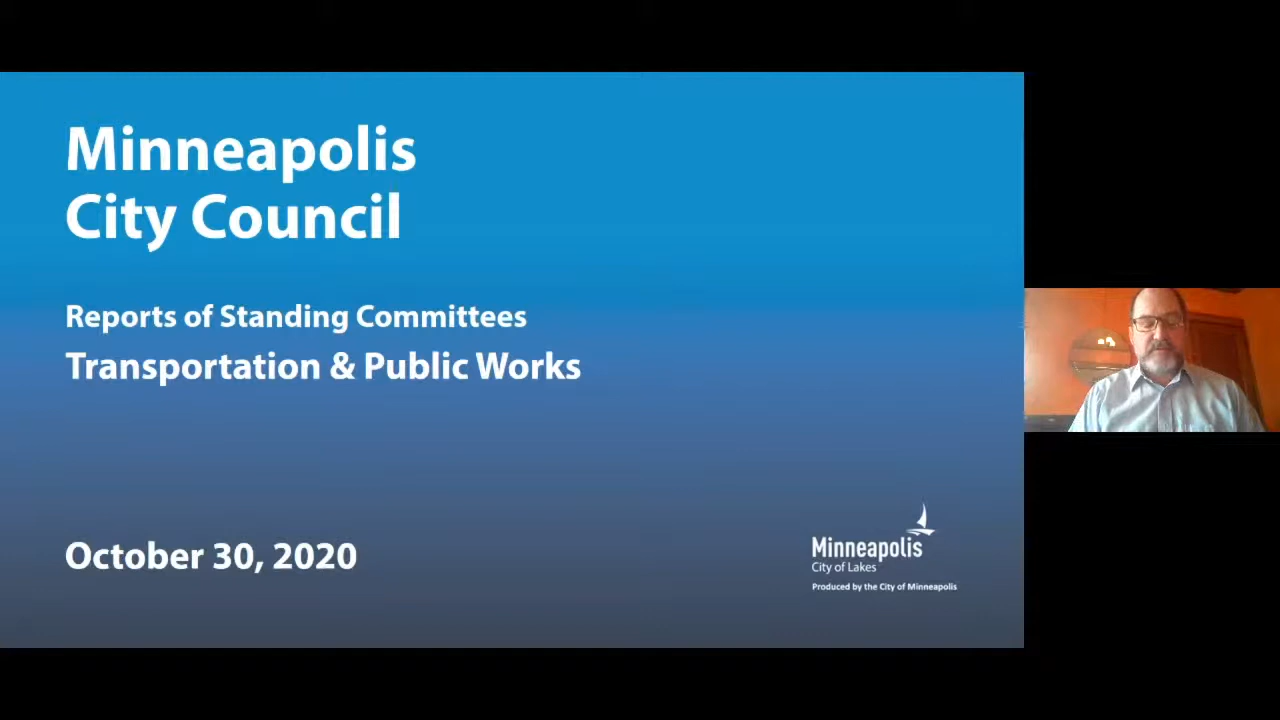 Minneapolis
City Council
Reports of Standing Committees
Transportation & Public Works
October 30, 2020
Minneapolis
City of Lakes
Produced by the City of Minneapolis